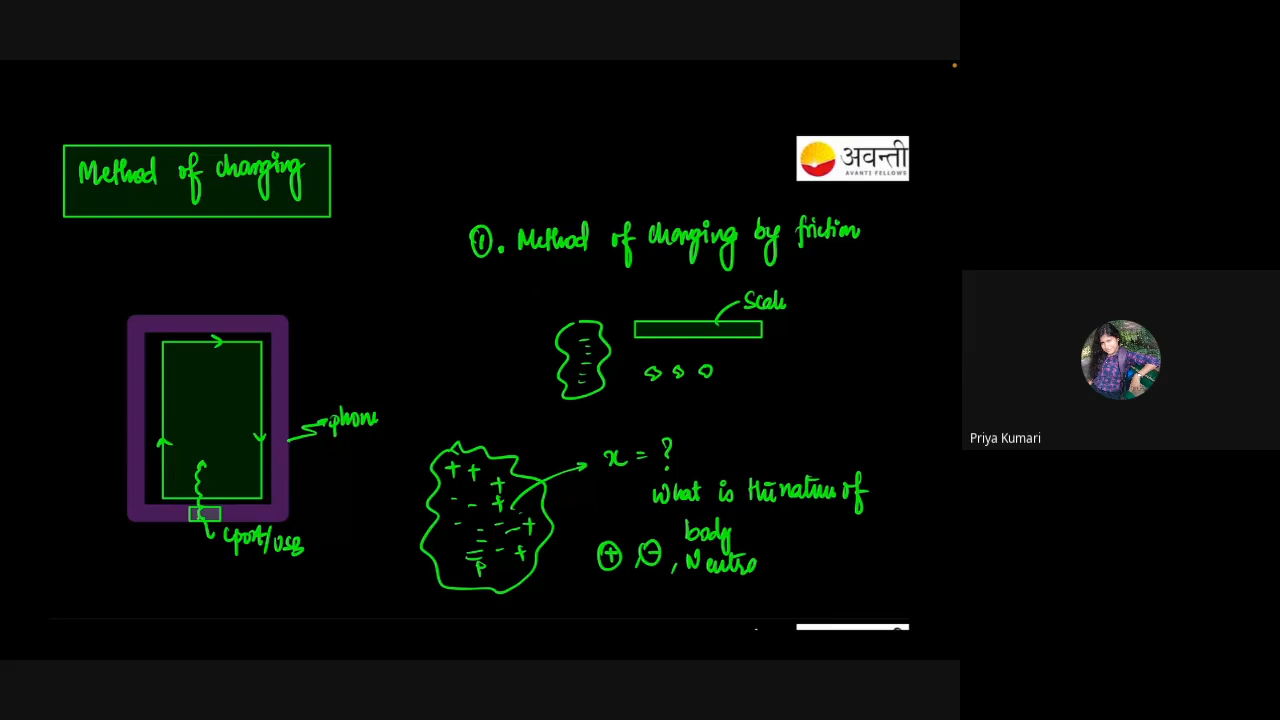 Method of charging
अवन्ती
AVANTI FELLOWS
①. Method of charging by friction
Scale
phone
C port/USB
x = ?
What is the nature of
body
⊕, ⊖, Neutro
Priya Kumari